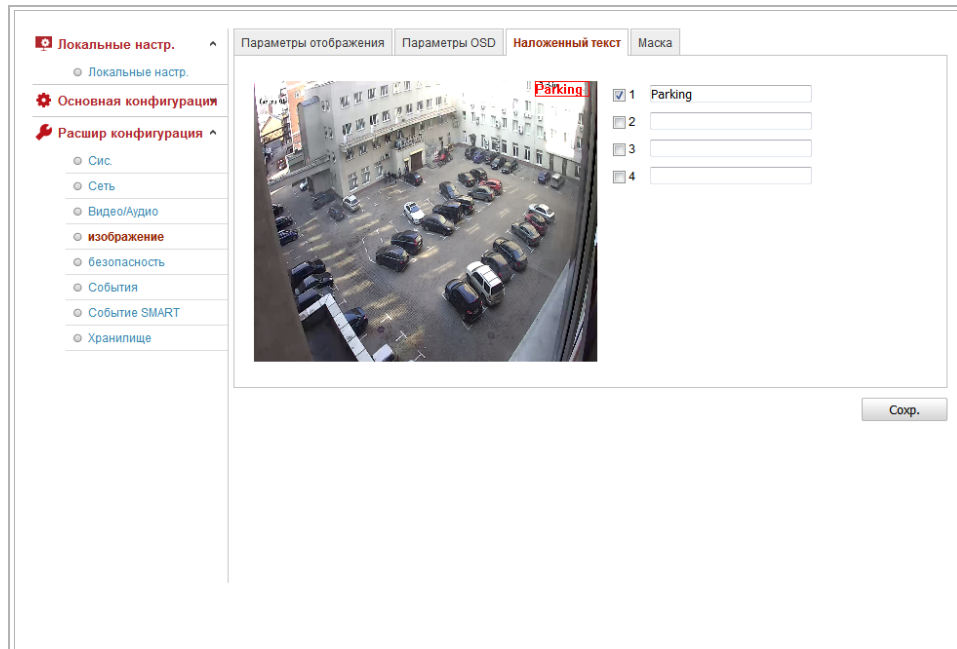 Локальные настр.
Локальные настр.
Основная конфигурация
Расшир конфигурация
Сис.
Сеть
Видео/Аудио
изображение
безопасность
События
Событие SMART
Хранилище
Параметры отображения
Параметры OSD
Наложенный текст
Маска
Parking
1 Parking
2
3
4
Сохр.